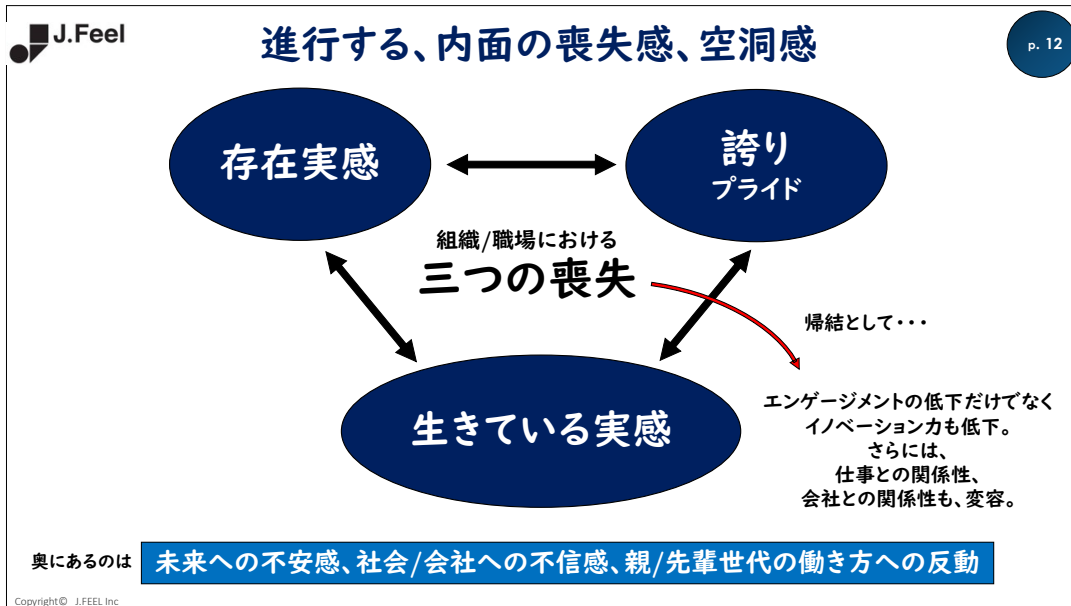 J.Feel
進行する、内面の喪失感、空洞感
p. 12
存在実感
誇り
プライド
組織/職場における
三つの喪失
帰結として・・・
生きている実感
エンゲージメントの低下だけでなく
イノベーション力も低下。
さらには、
仕事との関係性、
会社との関係性も、変容。
奥にあるのは
未来への不安感、社会/会社への不信感、親/先輩世代の働き方への反動
Copyright© J.FEEL Inc